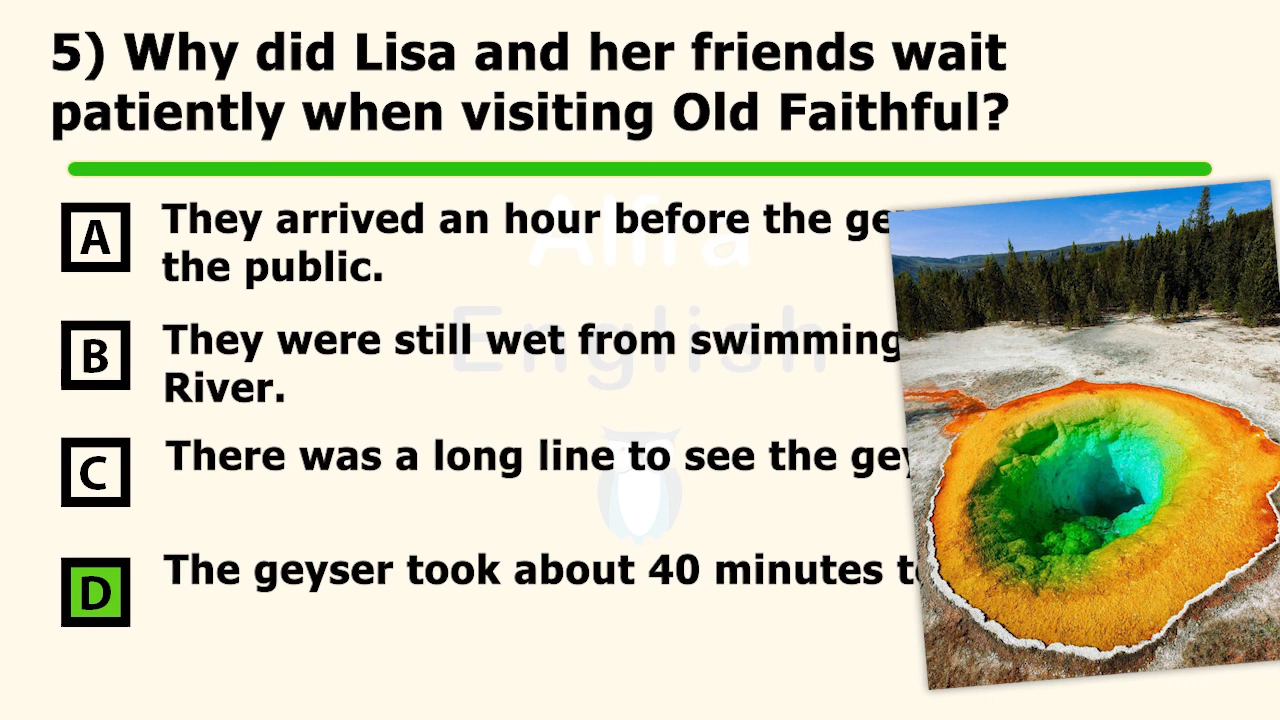 5) Why did Lisa and her friends wait
patiently when visiting Old Faithful?
A They arrived an hour before the
the public.
B They were still wet from swimming
River.
C There was a long line to see the
D The geyser took about 40 minutes
Alfira
English